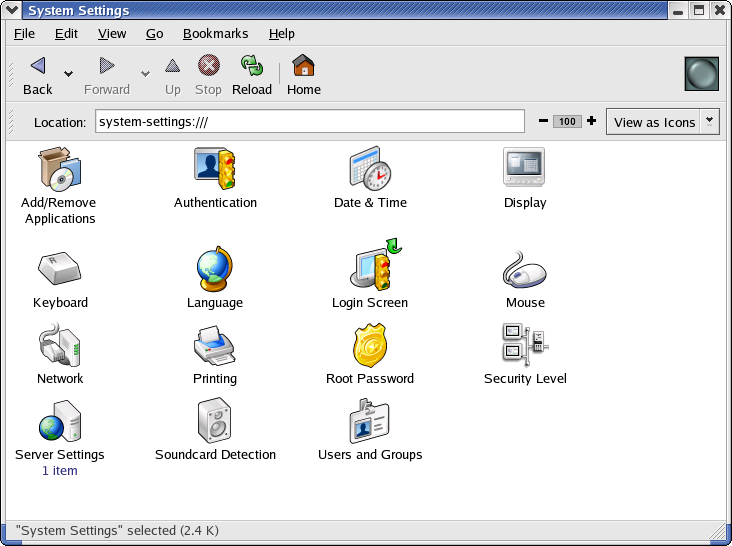 System Settings
File Edit View Go Bookmarks Help
Back Forward Up Stop Reload Home
Location: system-settings:/// 100 View as Icons
Add/Remove
Applications
Authentication
Date & Time
Display
Keyboard
Language
Login Screen
Mouse
Network
Printing
Root Password
Security Level
Server Settings
1 item
Soundcard Detection
Users and Groups
"System Settings" selected (2.4 K)